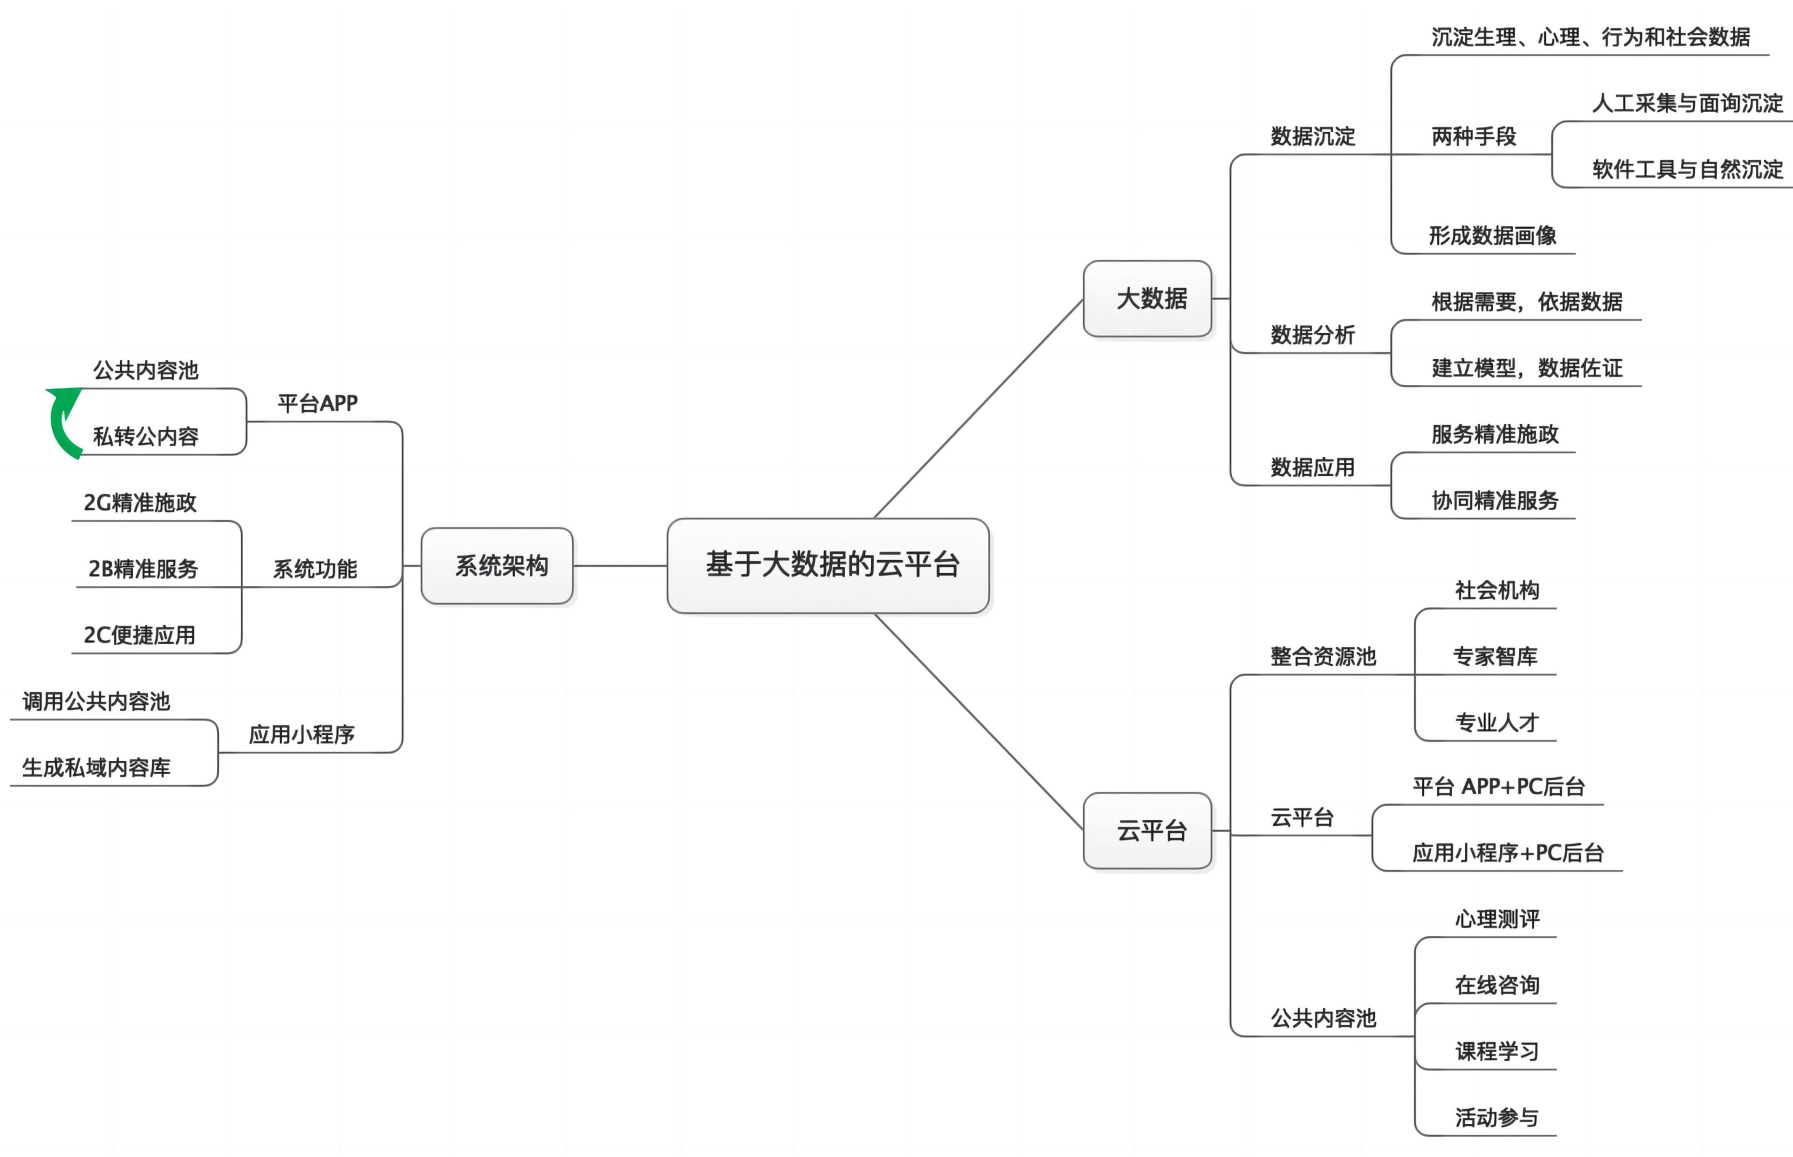 基于大数据的云平台
大数据
数据沉淀
沉淀生理、心理、行为和社会数据
两种手段
人工采集与面询沉淀
软件工具与自然沉淀
形成数据画像
数据分析
根据需要，依据数据
建立模型，数据佐证
数据应用
服务精准施政
协同精准服务
云平台
整合资源池
社会机构
专家智库
专业人才
云平台
平台 APP+PC后台
应用小程序+PC后台
公共内容池
心理测评
在线咨询
课程学习
活动参与
系统架构
平台APP
公共内容池
私转公内容
系统功能
2G精准施政
2B精准服务
2C便捷应用
应用小程序
调用公共内容池
生成私域内容库